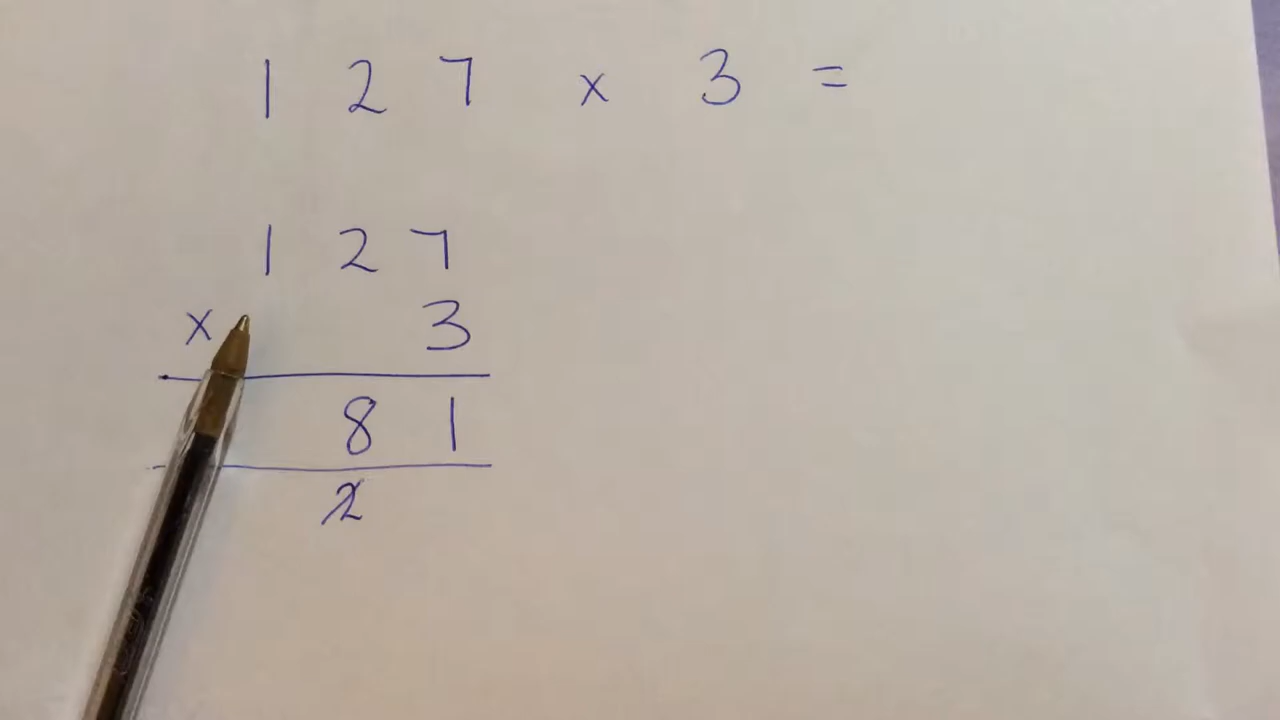 1 2 7 x 3 =
1 2 7
x 3
8 1
2